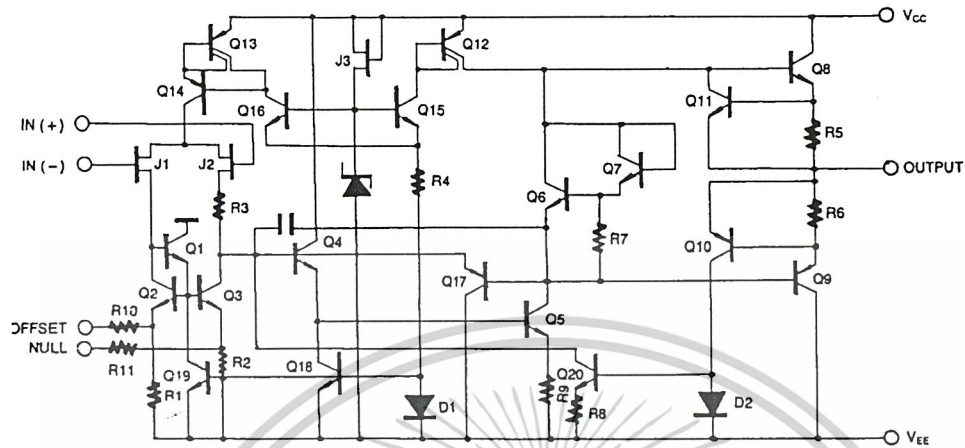 VCC
Q13
Q12
J3
Q8
Q14
Q16
Q15
Q11
IN (+)
R5
IN (-)
J1
J2
Q7
OUTPUT
R4
Q6
R3
R6
Q1
Q4
R7
Q10
Q17
Q9
Q2
Q3
R10
Q5
OFFSET
NULL
R11
R2
Q19
Q18
Q20
R1
D1
R9
R8
D2
VEE